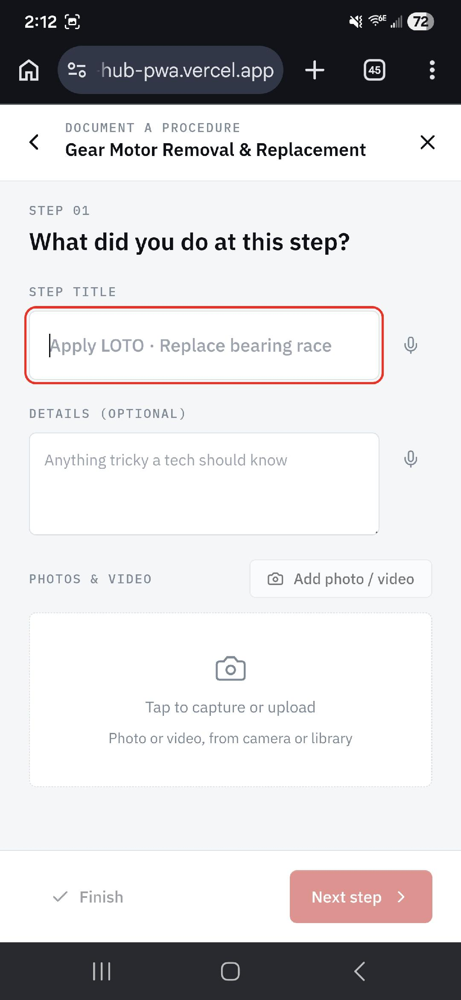 2:12
6E
72
-hub-pwa.vercel.app
45
DOCUMENT A PROCEDURE
Gear Motor Removal & Replacement
STEP 01
What did you do at this step?
STEP TITLE
Apply LOTO · Replace bearing race
DETAILS (OPTIONAL)
Anything tricky a tech should know
PHOTOS & VIDEO
Add photo / video
Tap to capture or upload
Photo or video, from camera or library
Finish
Next step